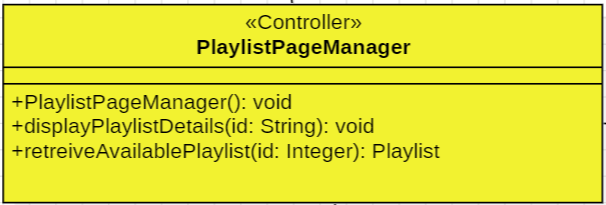 «Controller»
PlaylistPageManager
+PlaylistPageManager(): void
+displayPlaylistDetails(id: String): void
+retreiveAvailablePlaylist(id: Integer): Playlist